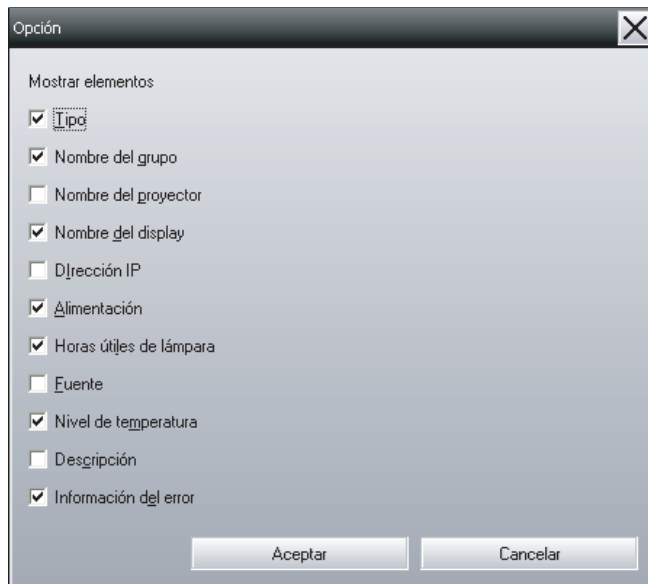 Opción
Mostrar elementos
Tipo
Nombre del grupo
Nombre del proyector
Nombre del display
DIrección IP
Alimentación
Horas útiles de lámpara
Fuente
Nivel de temperatura
Descripción
Información del error
Aceptar
Cancelar